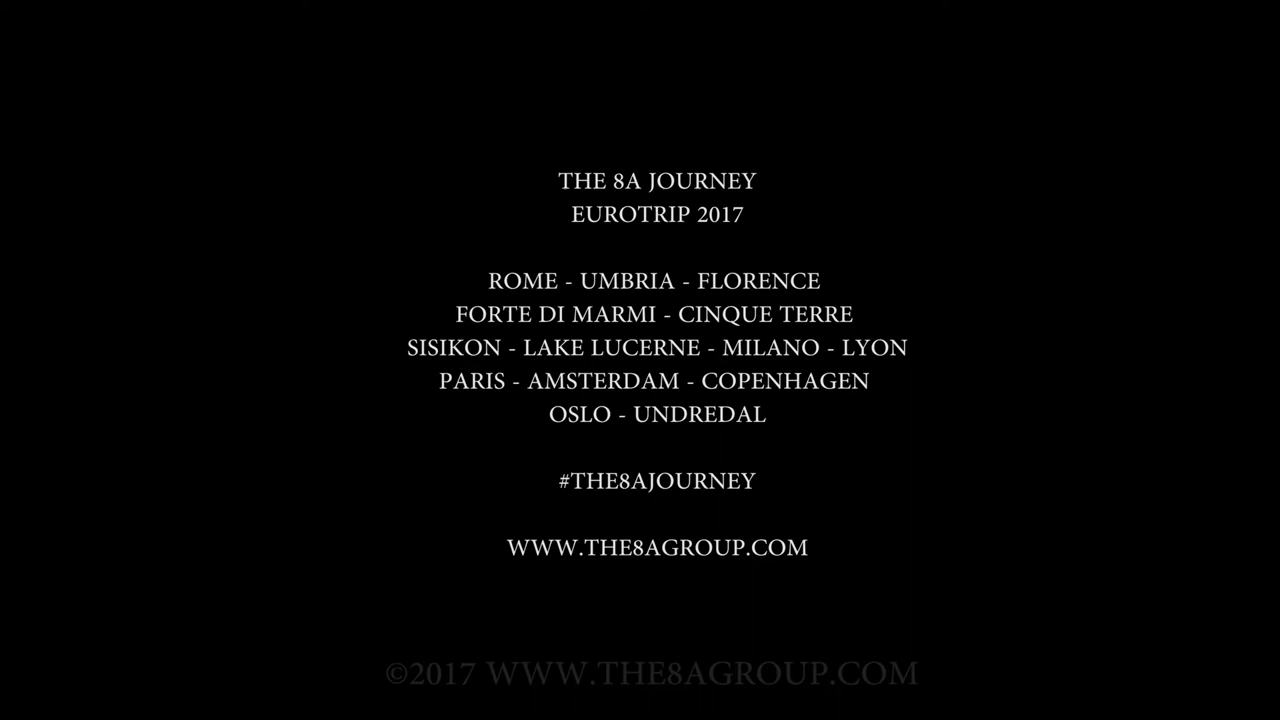 THE 8A JOURNEY
EUROTRIP 2017
ROME - UMBRIA - FLORENCE
FORTE DI MARMI - CINQUE TERRE
SISIKON - LAKE LUCERNE - MILANO - LYON
PARIS - AMSTERDAM - COPENHAGEN
OSLO - UNDREDAL
#THE8AJOURNEY
WWW.THE8AGROUP.COM
©2017 WWW.THE8AGROUP.COM